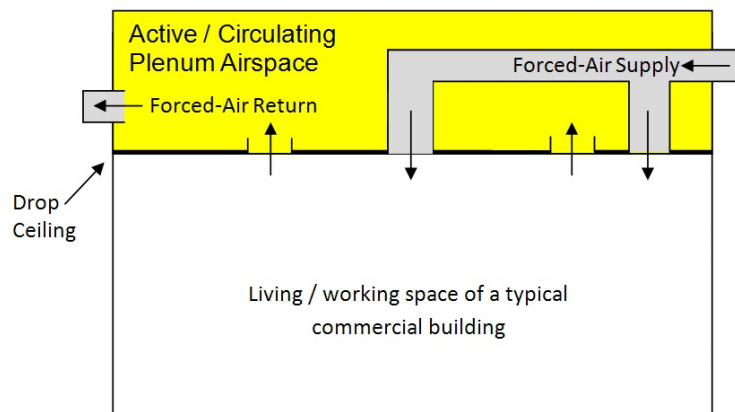 Active / Circulating
Plenum Airspace
Forced-Air Supply
Forced-Air Return
Drop
Ceiling
Living / working space of a typical
commercial building